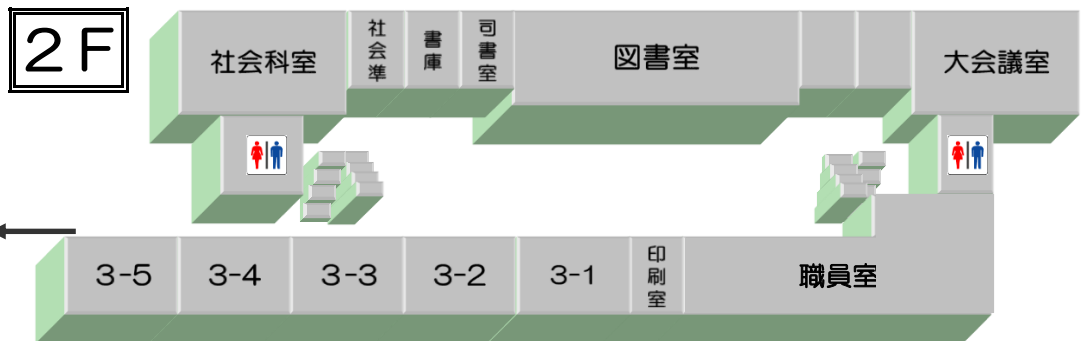 ２Ｆ
社会科室
社会準
書庫
司書室
図書室
大会議室
3-5
3-4
3-3
3-2
3-1
印刷室
職員室